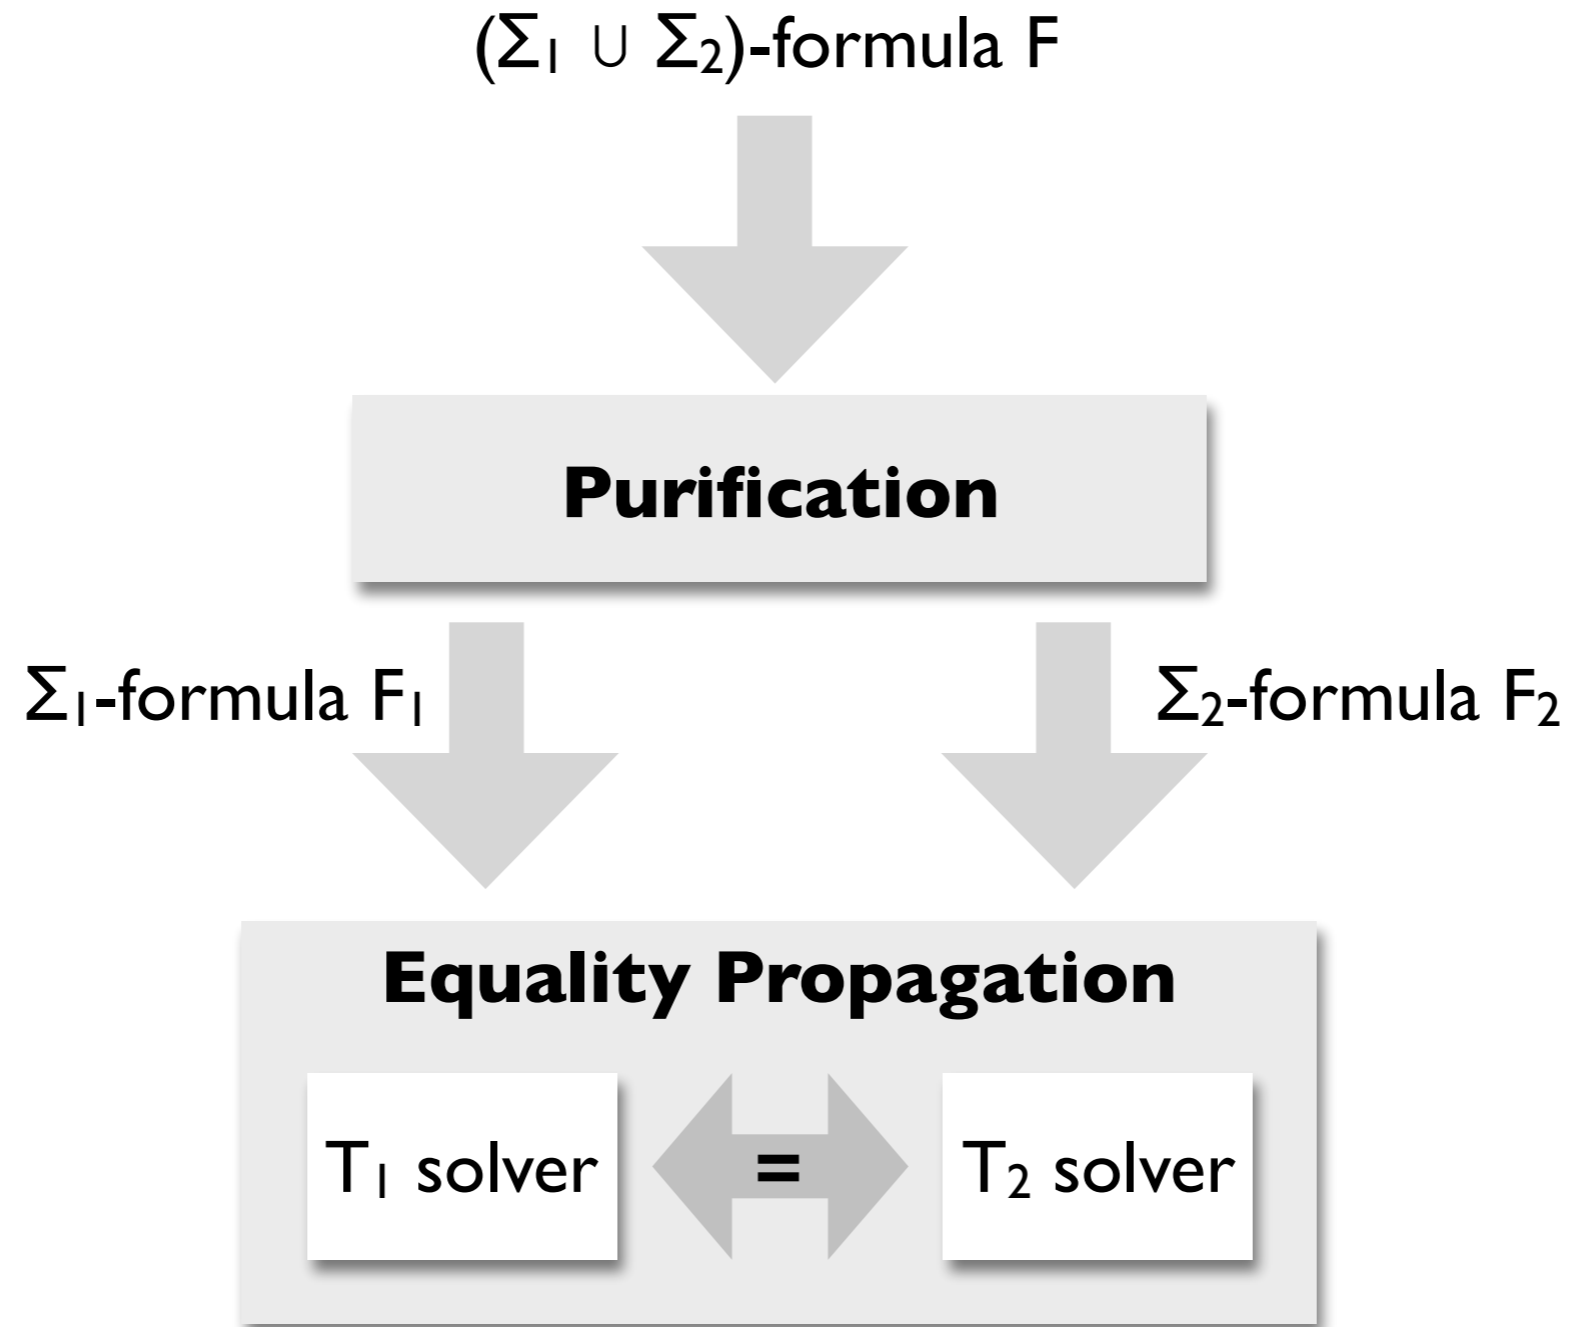 (Σ₁ ∪ Σ₂)-formula F
Purification
Σ₁-formula F₁
Σ₂-formula F₂
Equality Propagation
T₁ solver
=
T₂ solver